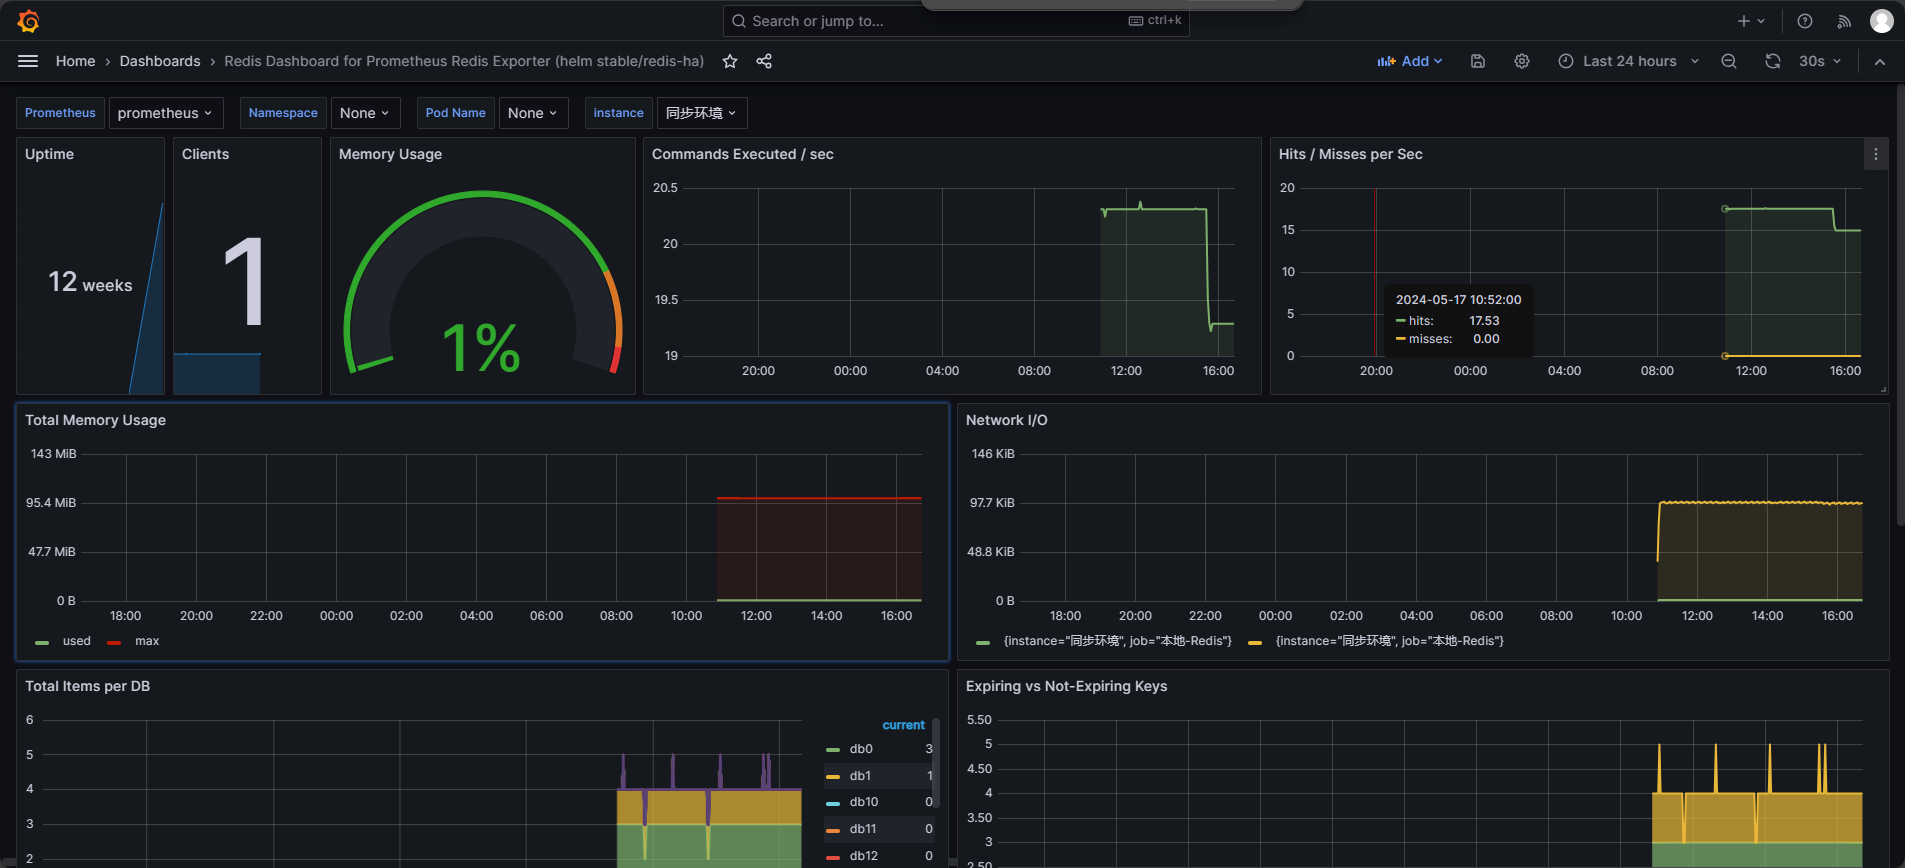 Search or jump to...
ctrl+k
Home › Dashboards › Redis Dashboard for Prometheus Redis Exporter (helm stable/redis-ha)
Add
Last 24 hours
30s
Prometheus prometheus
Namespace None
Pod Name None
instance 同步环境
Uptime
12 weeks
Clients
1
Memory Usage
1%
Commands Executed / sec
20.5
20
19.5
19
20:00 00:00 04:00 08:00 12:00 16:00
Hits / Misses per Sec
20
15
10
5
0
20:00 00:00 04:00 08:00 12:00 16:00
2024-05-17 10:52:00
hits: 17.53
misses: 0.00
Total Memory Usage
143 MiB
95.4 MiB
47.7 MiB
0 B
18:00 20:00 22:00 00:00 02:00 04:00 06:00 08:00 10:00 12:00 14:00 16:00
used max
Network I/O
146 KiB
97.7 KiB
48.8 KiB
0 B
18:00 20:00 22:00 00:00 02:00 04:00 06:00 08:00 10:00 12:00 14:00 16:00
{instance="同步环境", job="本地-Redis"} {instance="同步环境", job="本地-Redis"}
Total Items per DB
6
5
4
3
2
current
db0 3
db1 1
db10 0
db11 0
db12 0
Expiring vs Not-Expiring Keys
5.50
5
4.50
4
3.50
3
2.50